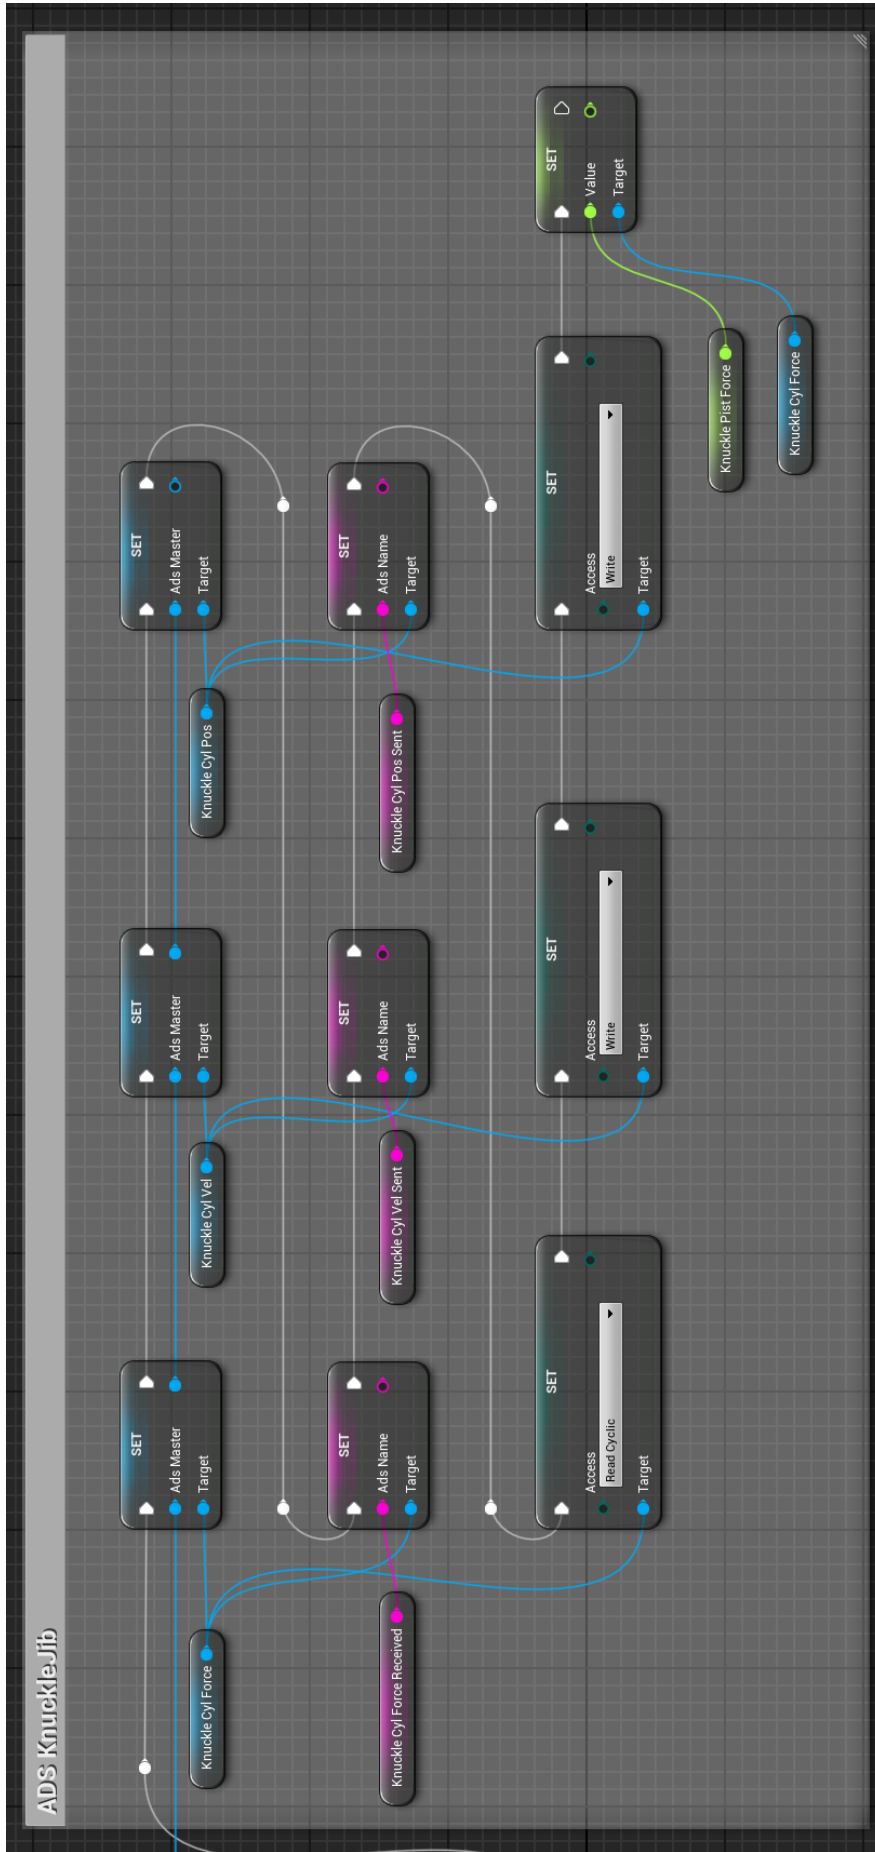 ADS KnuckleJib
SET
Ads Master
Target
Knuckle Cyl Force
SET
Ads Master
Target
Knuckle Cyl Vel
SET
Ads Master
Target
Knuckle Cyl Pos
SET
Ads Name
Target
Knuckle Cyl Force Received
SET
Ads Name
Target
Knuckle Cyl Vel Sent
SET
Ads Name
Target
Knuckle Cyl Pos Sent
SET
Access
Read Cyclic
Target
SET
Access
Write
Target
SET
Access
Write
Target
SET
Value
Target
Knuckle Pist Force
Knuckle Cyl Force